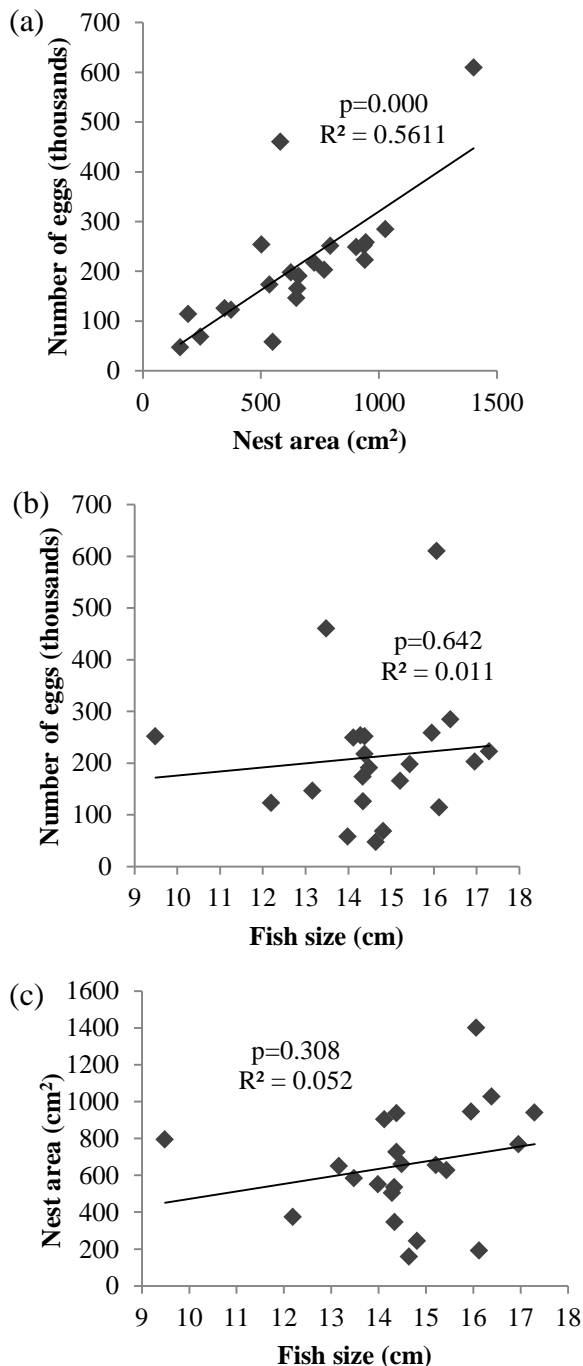 (a)
Number of eggs (thousands)
700
600
500
400
300
200
100
0
p=0.000
R² = 0.5611
0 500 1000 1500
Nest area (cm²)
(b)
Number of eggs (thousands)
700
600
500
400
300
200
100
0
p=0.642
R² = 0.011
9 10 11 12 13 14 15 16 17 18
Fish size (cm)
(c)
Nest area (cm²)
1600
1400
1200
1000
800
600
400
200
0
p=0.308
R² = 0.052
9 10 11 12 13 14 15 16 17 18
Fish size (cm)